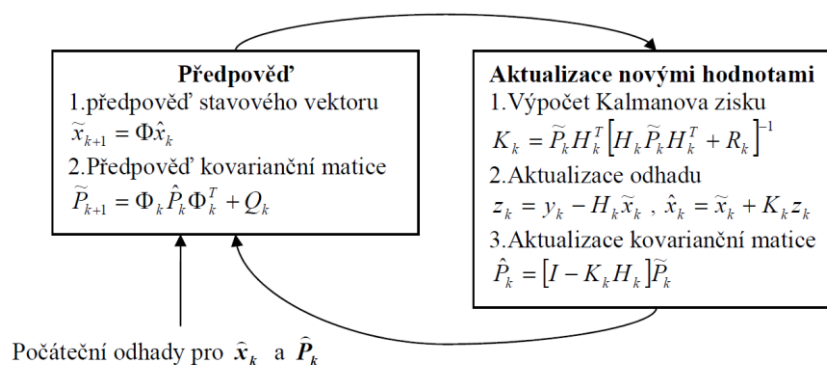 Předpověď
1.předpověď stavového vektoru
x̃ₖ₊₁ = Φx̂ₖ
2.Předpověď kovarianční matice
P̃ₖ₊₁ = ΦₖP̂ₖΦₖᵀ + Qₖ
Aktualizace novými hodnotami
1.Výpočet Kalmanova zisku
Kₖ = P̃ₖHₖᵀ[HₖP̃ₖHₖᵀ + Rₖ]⁻¹
2.Aktualizace odhadu
zₖ = yₖ − Hₖx̃ₖ , x̂ₖ = x̃ₖ + Kₖzₖ
3.Aktualizace kovarianční matice
P̂ₖ = [I − KₖHₖ]P̃ₖ
Počáteční odhady pro x̂ₖ a P̂ₖ